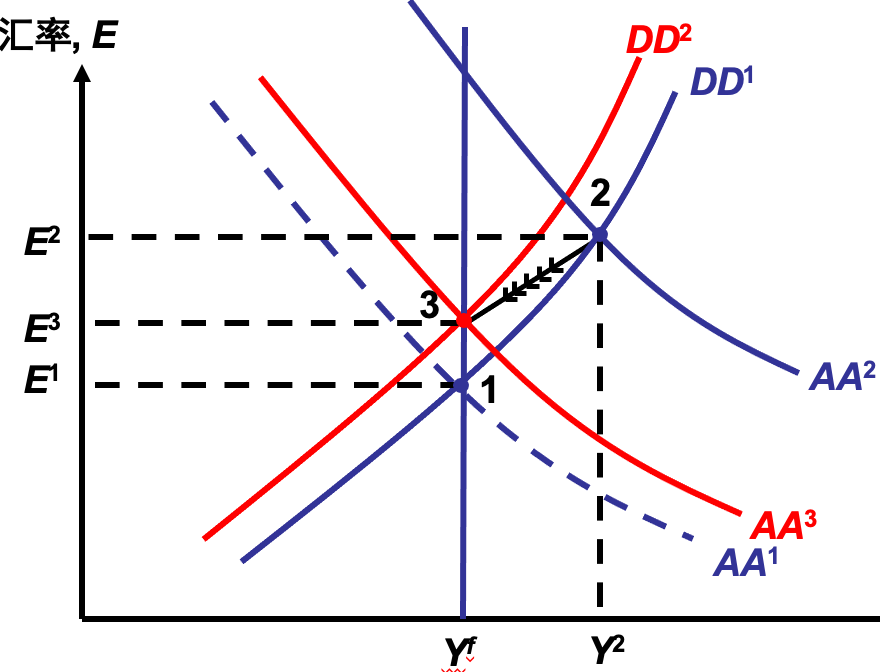 汇率, E
DD²
DD¹
2
E²
3
E³
E¹
1
AA²
AA³
AA¹
Yᶠ
Y²